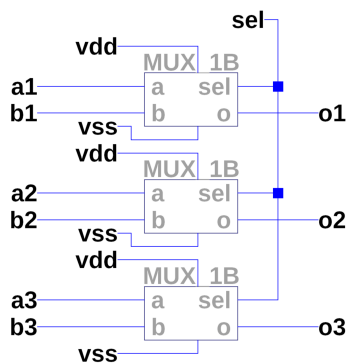 sel
vdd
MUX 1B
a1 a sel
b1 b o o1
vss
vdd
MUX 1B
a2 a sel
b2 b o o2
vss
vdd
MUX 1B
a3 a sel
b3 b o o3
vss